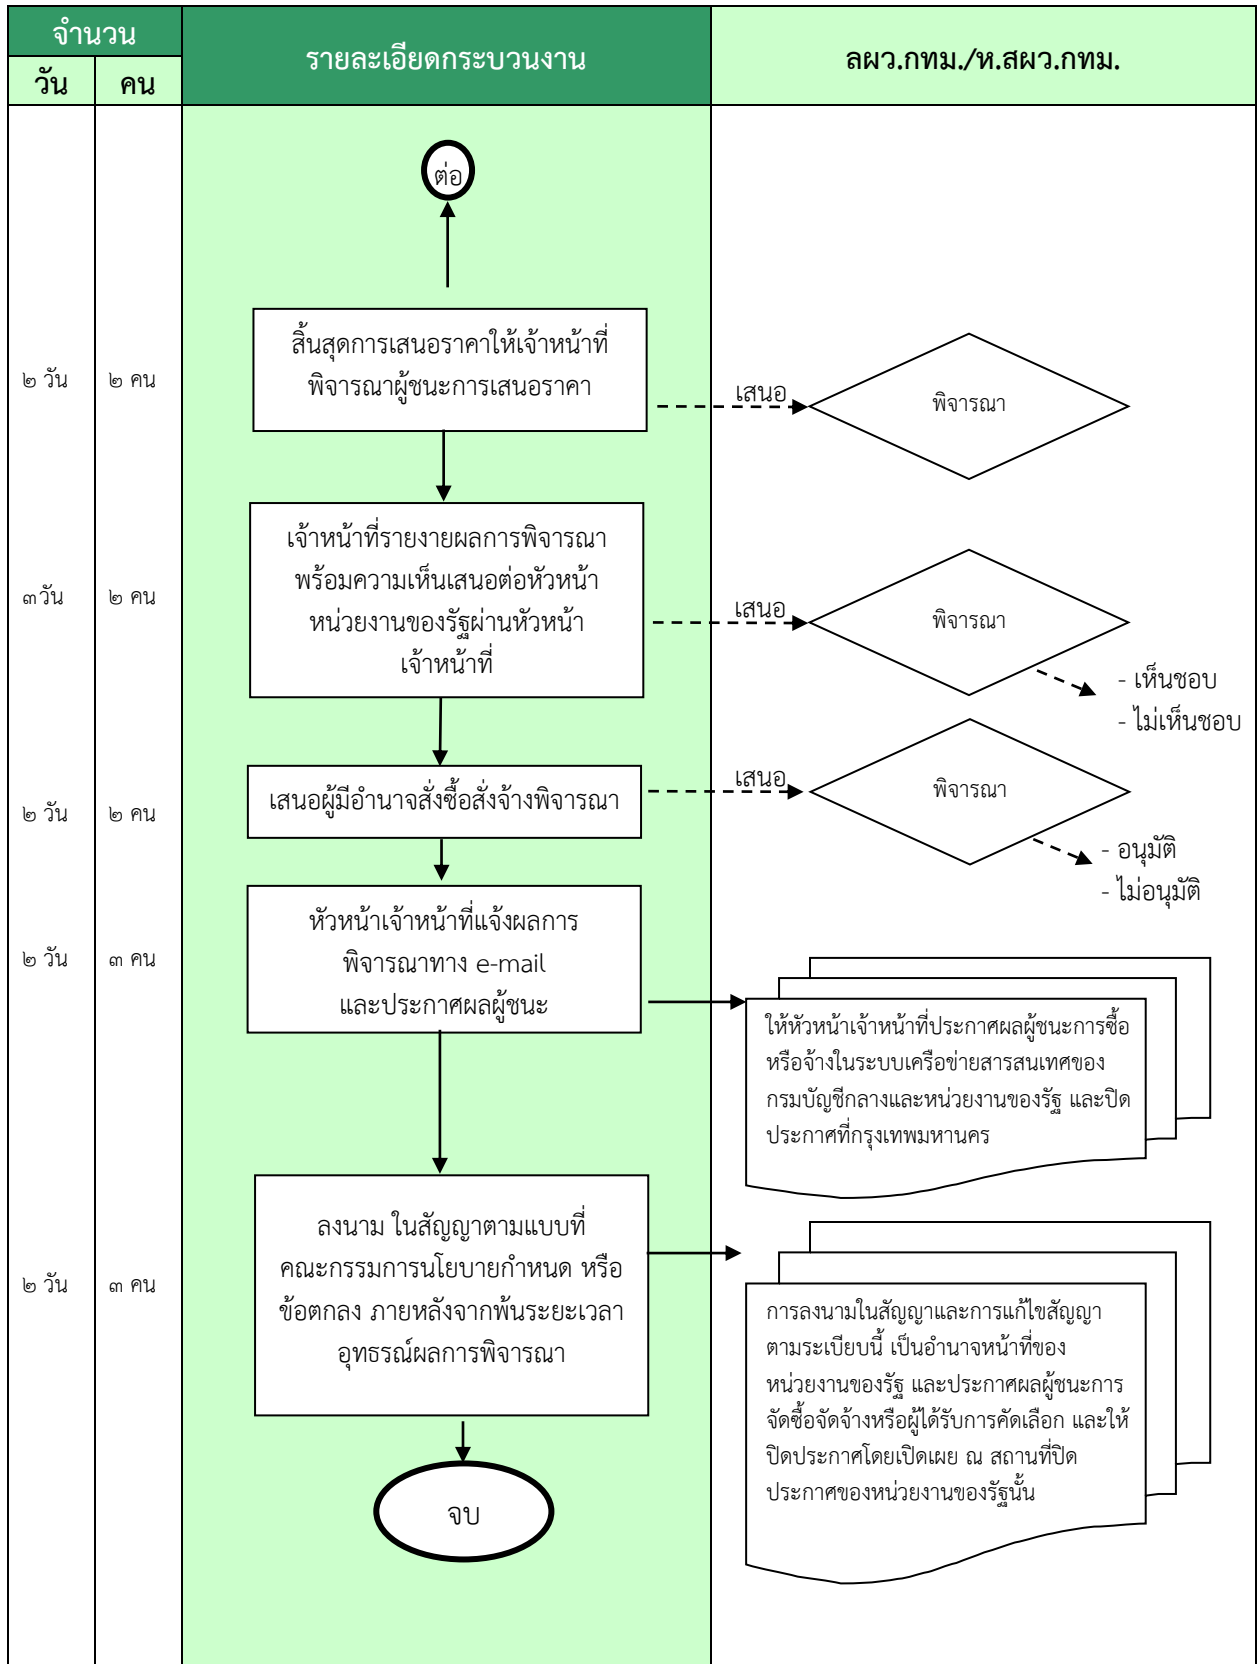 จำนวน
รายละเอียดกระบวนงาน
ลผว.กทม./ห.สผว.กทม.
วัน
คน
ต่อ
๒ วัน
๒ คน
สิ้นสุดการเสนอราคาให้เจ้าหน้าที่
พิจารณาผู้ชนะการเสนอราคา
เสนอ
พิจารณา
๓วัน
๒ คน
เจ้าหน้าที่รายงายผลการพิจารณา
พร้อมความเห็นเสนอต่อหัวหน้า
หน่วยงานของรัฐผ่านหัวหน้า
เจ้าหน้าที่
เสนอ
พิจารณา
- เห็นชอบ
- ไม่เห็นชอบ
๒ วัน
๒ คน
เสนอผู้มีอำนาจสั่งซื้อสั่งจ้างพิจารณา
เสนอ
พิจารณา
- อนุมัติ
- ไม่อนุมัติ
๒ วัน
๓ คน
หัวหน้าเจ้าหน้าที่แจ้งผลการ
พิจารณาทาง e-mail
และประกาศผลผู้ชนะ
ให้หัวหน้าเจ้าหน้าที่ประกาศผลผู้ชนะการซื้อ
หรือจ้างในระบบเครือข่ายสารสนเทศของ
กรมบัญชีกลางและหน่วยงานของรัฐ และปิด
ประกาศที่กรุงเทพมหานคร
๒ วัน
๓ คน
ลงนาม ในสัญญาตามแบบที่
คณะกรรมการนโยบายกำหนด หรือ
ข้อตกลง ภายหลังจากพ้นระยะเวลา
อุทธรณ์ผลการพิจารณา
การลงนามในสัญญาและการแก้ไขสัญญา
ตามระเบียบนี้ เป็นอำนาจหน้าที่ของ
หน่วยงานของรัฐ และประกาศผลผู้ชนะการ
จัดซื้อจัดจ้างหรือผู้ได้รับการคัดเลือก และให้
ปิดประกาศโดยเปิดเผย ณ สถานที่ปิด
ประกาศของหน่วยงานของรัฐนั้น
จบ